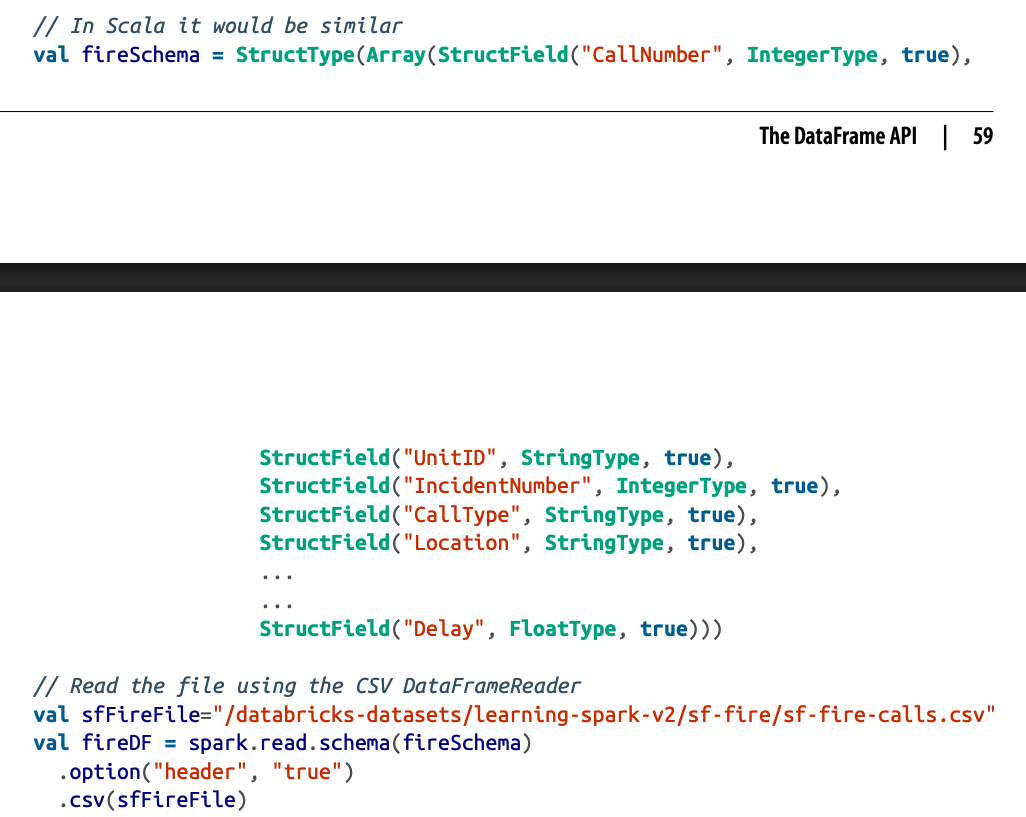 // In Scala it would be similar
val fireSchema = StructType(Array(StructField("CallNumber", IntegerType, true),
The DataFrame API | 59
StructField("UnitID", StringType, true),
StructField("IncidentNumber", IntegerType, true),
StructField("CallType", StringType, true),
StructField("Location", StringType, true),
...
...
StructField("Delay", FloatType, true)))
// Read the file using the CSV DataFrameReader
val sfFireFile="/databricks-datasets/learning-spark-v2/sf-fire/sf-fire-calls.csv"
val fireDF = spark.read.schema(fireSchema)
.option("header", "true")
.csv(sfFireFile)